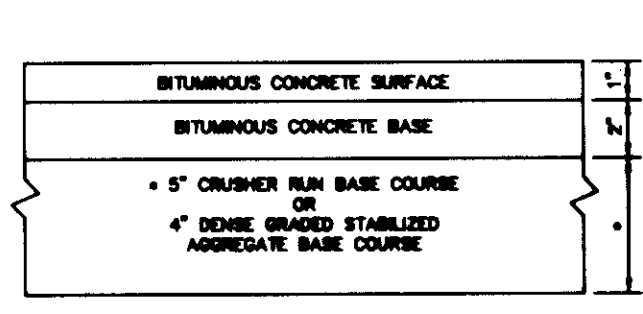 BITUMINOUS CONCRETE SURFACE
1"
BITUMINOUS CONCRETE BASE
2"
* 5" CRUSHER RUN BASE COURSE
OR
4" DENSE GRADED STABILIZED
AGGREGATE BASE COURSE
*